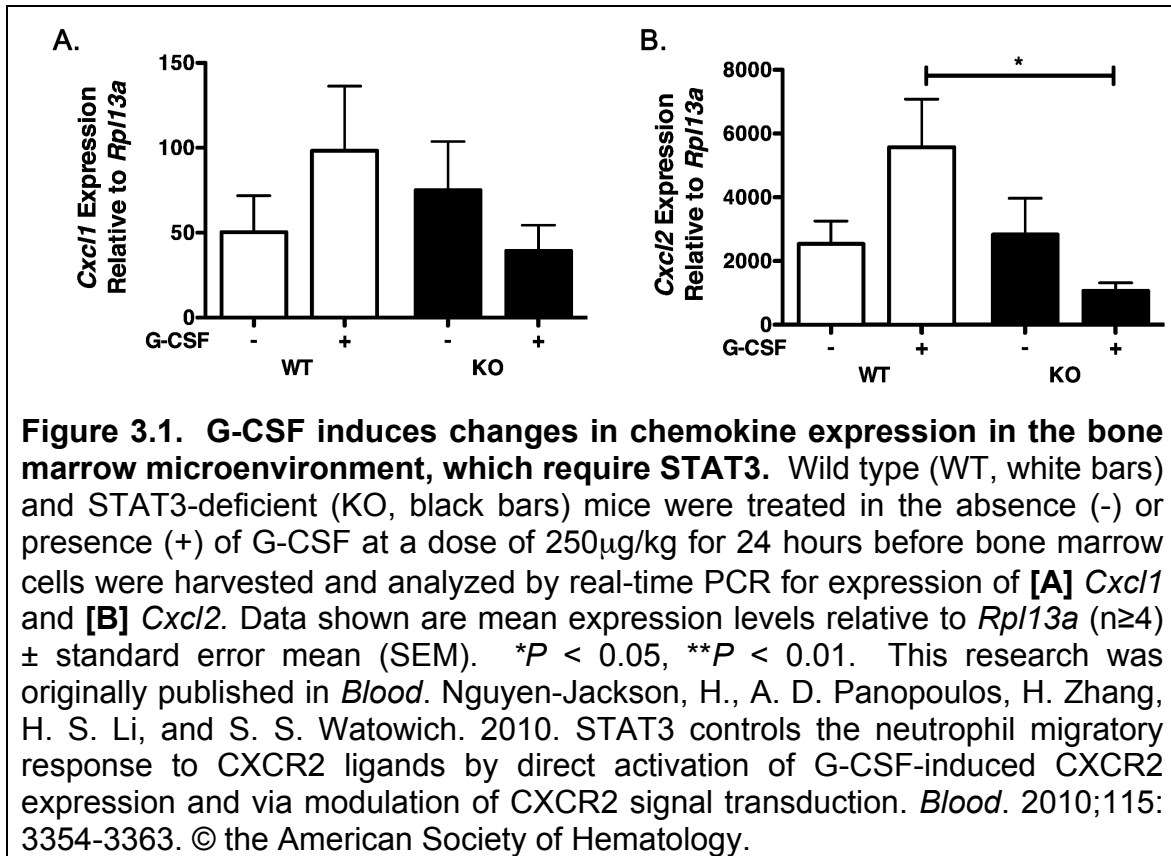 A.
150
100
50
0
Cxcl1 Expression
Relative to Rpl13a
G-CSF - + - +
WT KO
B.
*
8000
6000
4000
2000
0
Cxcl2 Expression
Relative to Rpl13a
G-CSF - + - +
WT KO
Figure 3.1. G-CSF induces changes in chemokine expression in the bone
marrow microenvironment, which require STAT3. Wild type (WT, white bars)
and STAT3-deficient (KO, black bars) mice were treated in the absence (-) or
presence (+) of G-CSF at a dose of 250µg/kg for 24 hours before bone marrow
cells were harvested and analyzed by real-time PCR for expression of [A] Cxcl1
and [B] Cxcl2. Data shown are mean expression levels relative to Rpl13a (n≥4)
± standard error mean (SEM). *P < 0.05, **P < 0.01. This research was
originally published in Blood. Nguyen-Jackson, H., A. D. Panopoulos, H. Zhang,
H. S. Li, and S. S. Watowich. 2010. STAT3 controls the neutrophil migratory
response to CXCR2 ligands by direct activation of G-CSF-induced CXCR2
expression and via modulation of CXCR2 signal transduction. Blood. 2010;115:
3354-3363. © the American Society of Hematology.